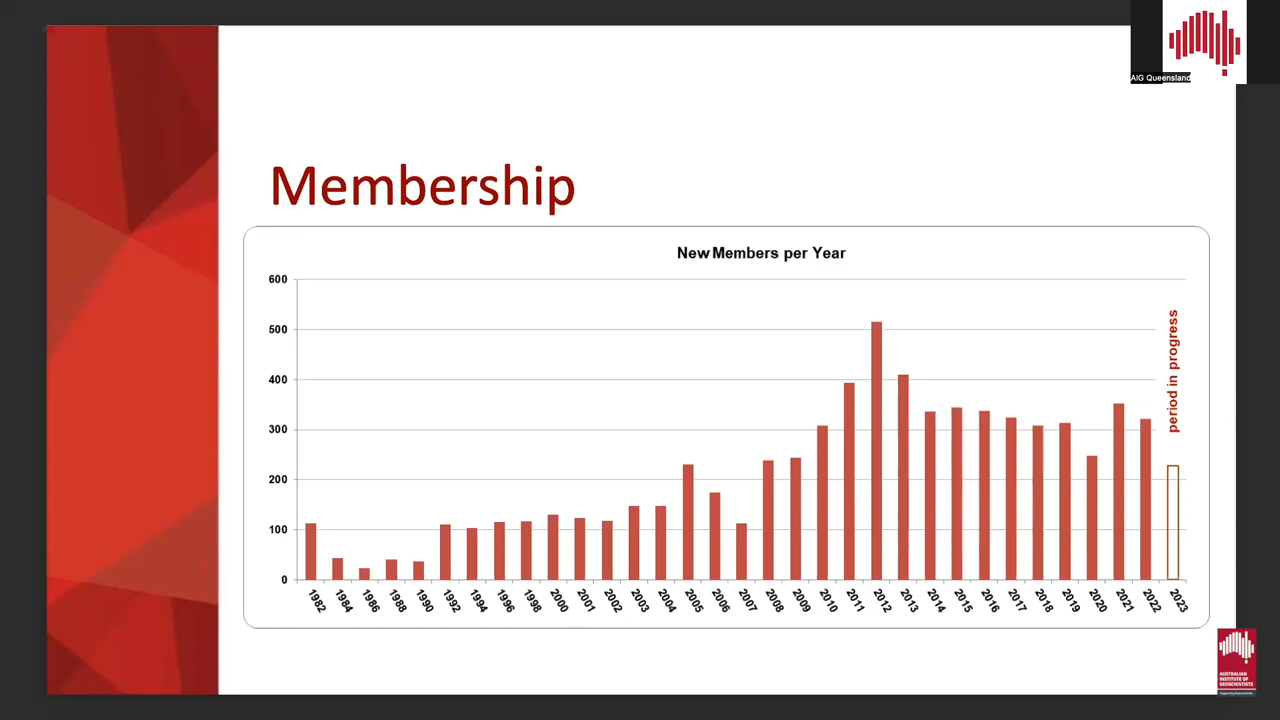 AIG Queensland
Membership
New Members per Year
600
500
400
300
200
100
0
period in progress
1982 1984 1986 1988 1990 1992 1994 1996 1998 2000 2001 2002 2003 2004 2005 2006 2007 2008 2009 2010 2011 2012 2013 2014 2015 2016 2017 2018 2019 2020 2021 2022 2023
AUSTRALIAN
INSTITUTE OF
GEOSCIENTISTS
Supporting Geoscientists